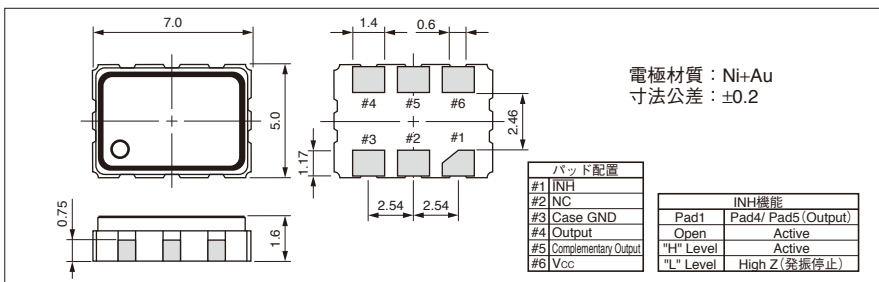 7.0
5.0
0.75
1.6
1.4
0.6
#4
#5
#6
#3
#2
#1
2.46
1.17
2.54
2.54
電極材質：Ni+Au
寸法公差：±0.2
パッド配置
#1 INH
#2 NC
#3 Case GND
#4 Output
#5 Complementary Output
#6 Vcc
INH機能
Pad1 Pad4/ Pad5 (Output)
Open Active
"H" Level Active
"L" Level High Z (発振停止)